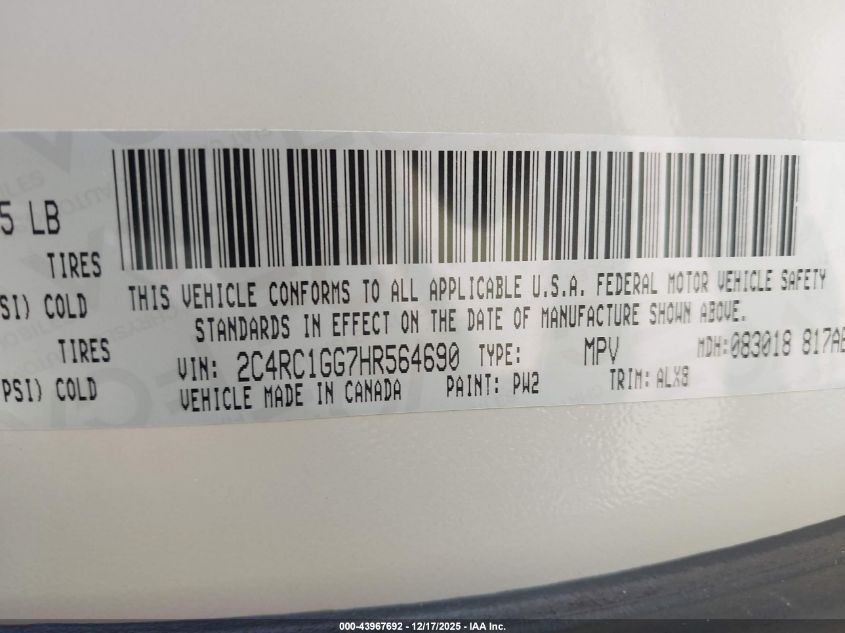 5 LB
TIRES
SI) COLD
TIRES
PSI) COLD
THIS VEHICLE CONFORMS TO ALL APPLICABLE U.S.A. FEDERAL MOTOR VEHICLE SAFETY
STANDARDS IN EFFECT ON THE DATE OF MANUFACTURE SHOWN ABOVE.
VIN: 2C4RC1GG7HR564690 TYPE: MPV MDH:083018 817AB
VEHICLE MADE IN CANADA PAINT: PW2 TRIM: ALX9
000-43967692 - 12/17/2025 - IAA Inc.